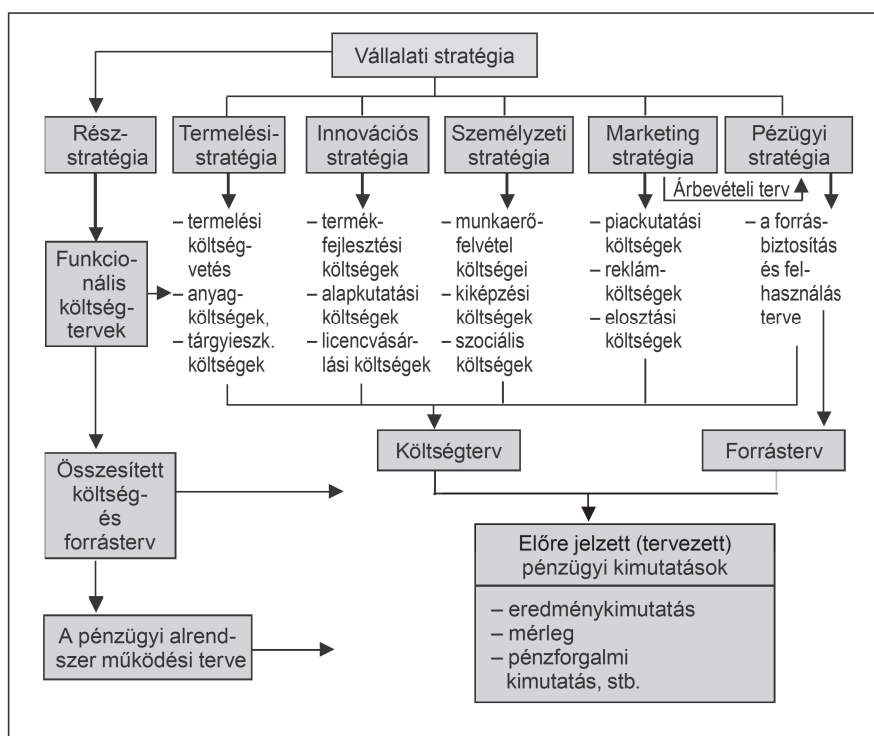 Vállalati stratégia
Rész-
stratégia
Termelési-
stratégia
Innovációs
stratégia
Személyzeti
stratégia
Marketing
stratégia
Pézügyi
stratégia
Árbevételi terv
Funkcio-
nális
költség-
tervek
– termelési
költség-
vetés
– anyag-
költségek,
– tárgyieszk.
költségek
– termék-
fejlesztési
költségek
– alapkutatási
költségek
– licencvásár-
lási költségek
– munkaerő-
felvétel
költségei
– kiképzési
költségek
– szociális
költségek
– piackutatási
költségek
– reklám-
költségek
– elosztási
költségek
– a forrás-
biztosítás
és fel-
használás
terve
Költségterv
Forrásterv
Összesített
költség-
és
forrásterv
Előre jelzett (tervezett)
pénzügyi kimutatások
– eredménykimutatás
– mérleg
– pénzforgalmi
kimutatás, stb.
A pénzügyi alrend-
szer működési terve